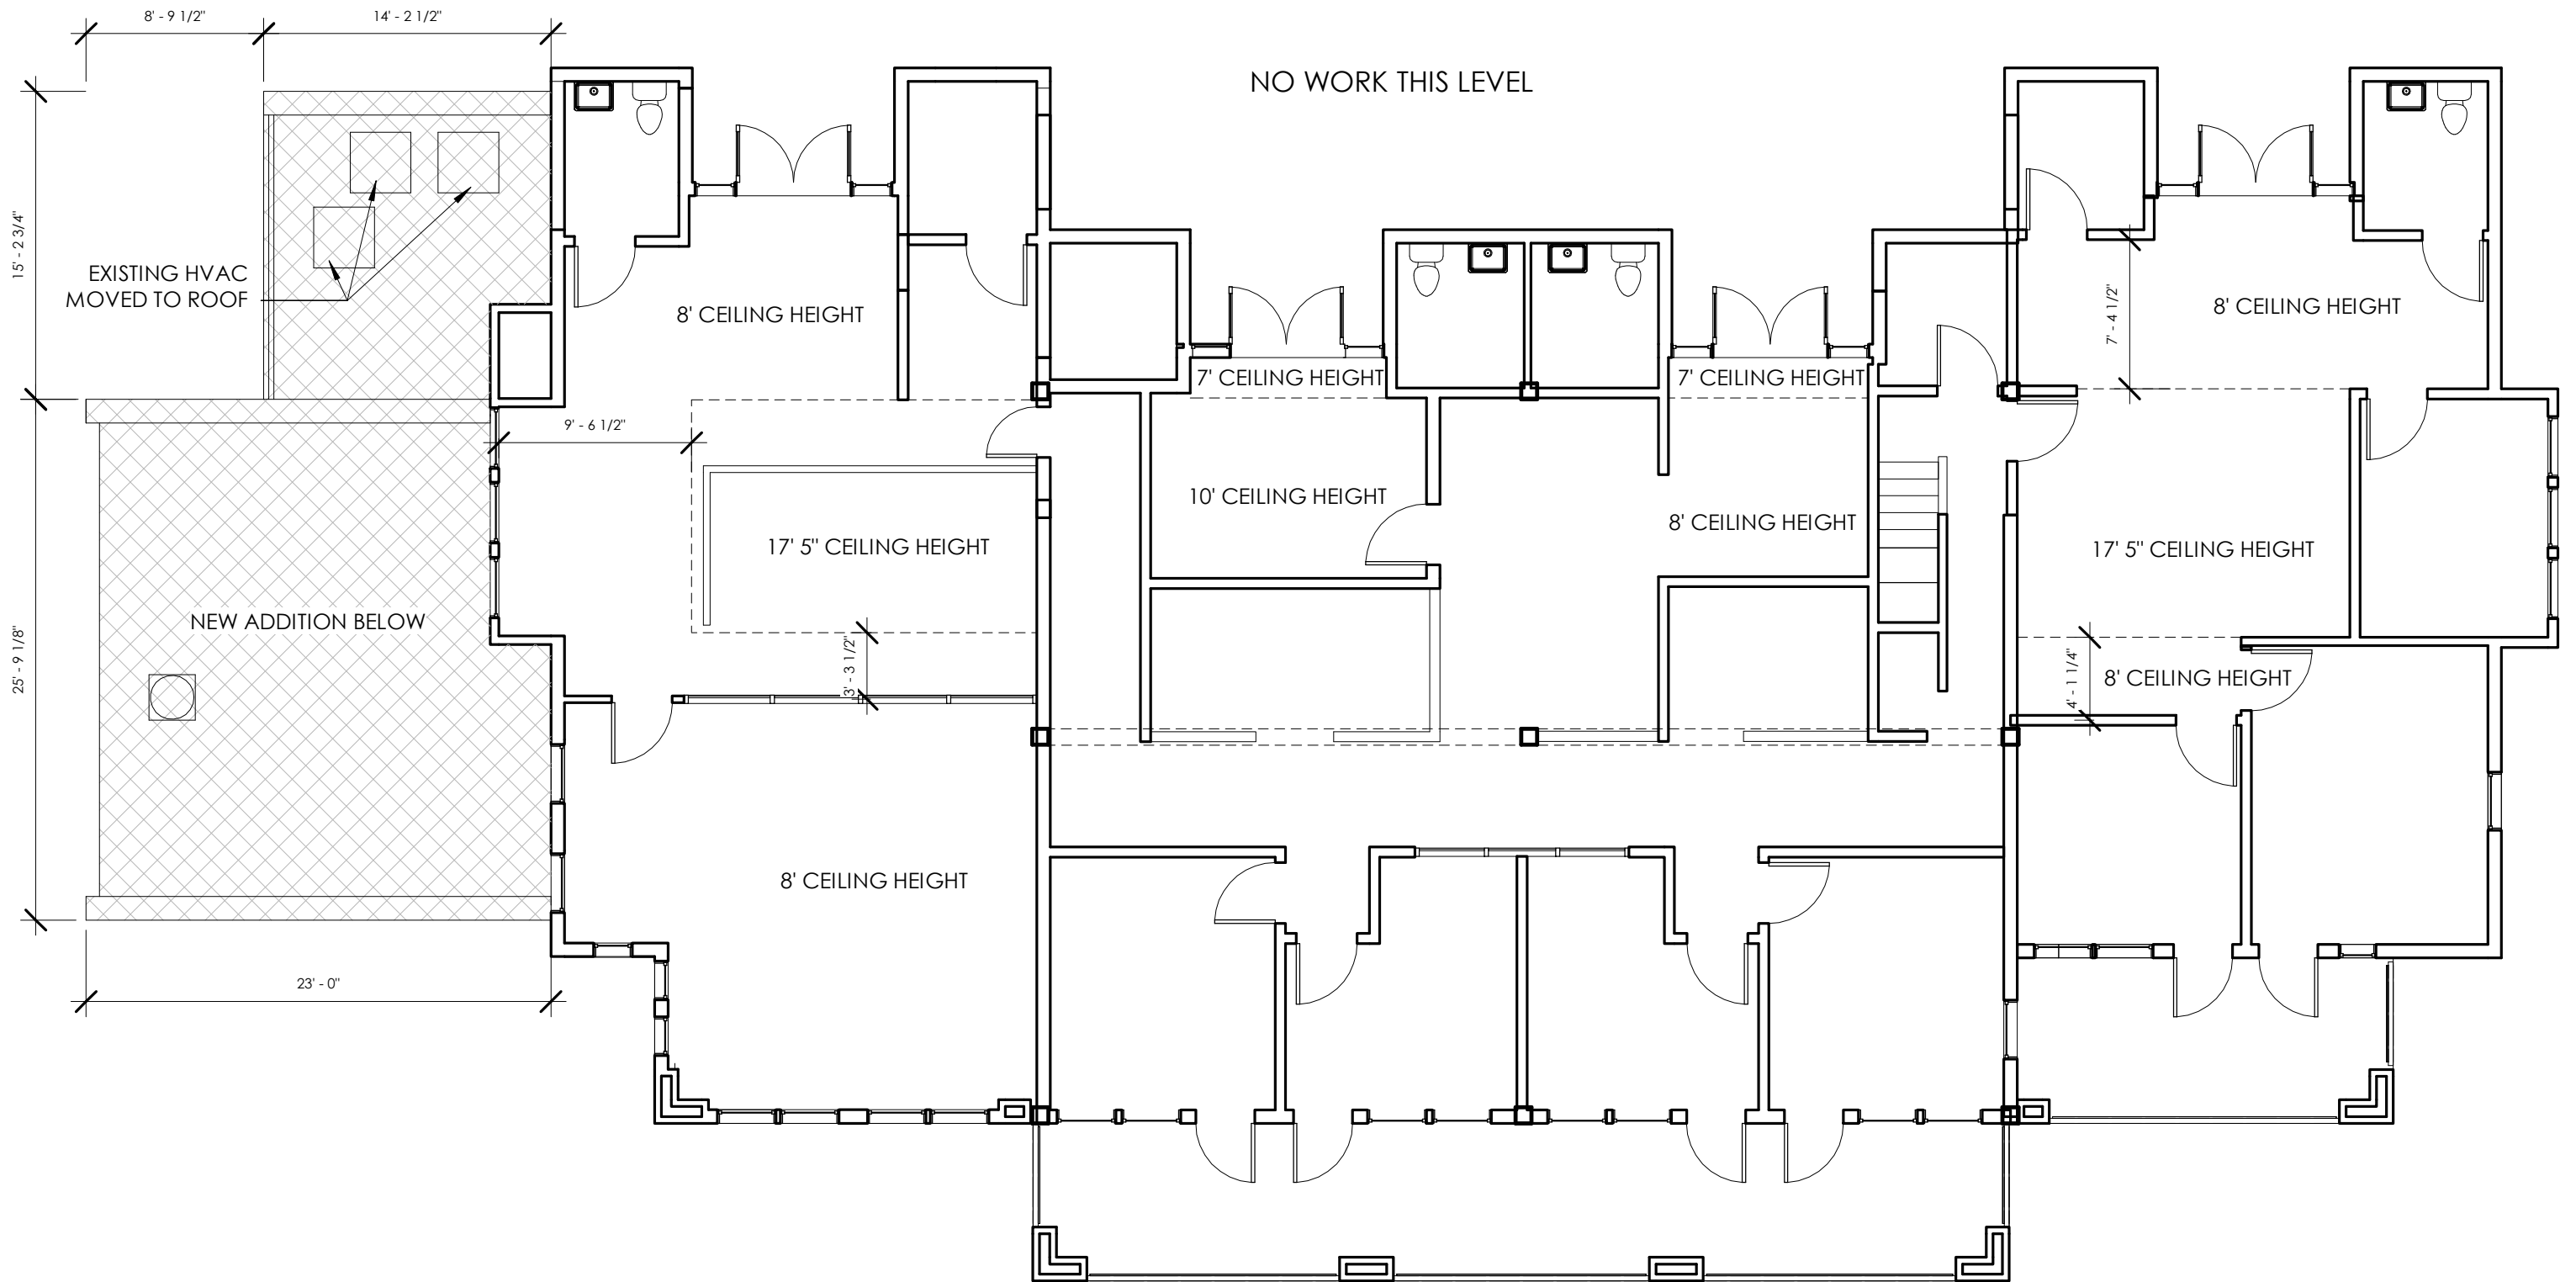 8' - 9 1/2"
14' - 2 1/2"
NO WORK THIS LEVEL
15' - 2 3/4"
EXISTING HVAC
MOVED TO ROOF
8' CEILING HEIGHT
7' - 4 1/2"
8' CEILING HEIGHT
7' CEILING HEIGHT
7' CEILING HEIGHT
9' - 6 1/2"
10' CEILING HEIGHT
8' CEILING HEIGHT
17' 5" CEILING HEIGHT
17' 5" CEILING HEIGHT
NEW ADDITION BELOW
25' - 9 1/8"
3' - 3 1/2"
4' - 1 1/4"
8' CEILING HEIGHT
8' CEILING HEIGHT
23' - 0"